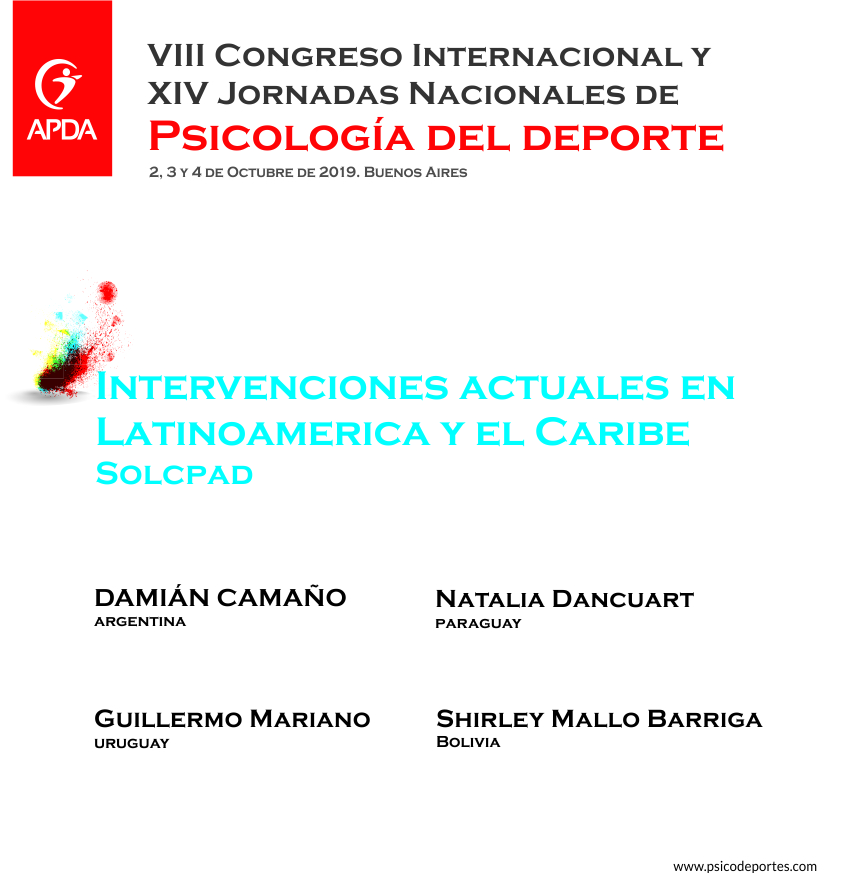 APDA
VIII Congreso Internacional y
XIV Jornadas Nacionales de
Psicología del deporte
2, 3 y 4 de Octubre de 2019. Buenos Aires
Intervenciones actuales en
Latinoamerica y el Caribe
Solcpad
DAMIÁN CAMAÑO
ARGENTINA
Natalia Dancuart
PARAGUAY
Guillermo Mariano
URUGUAY
Shirley Mallo Barriga
Bolivia
www.psicodeportes.com